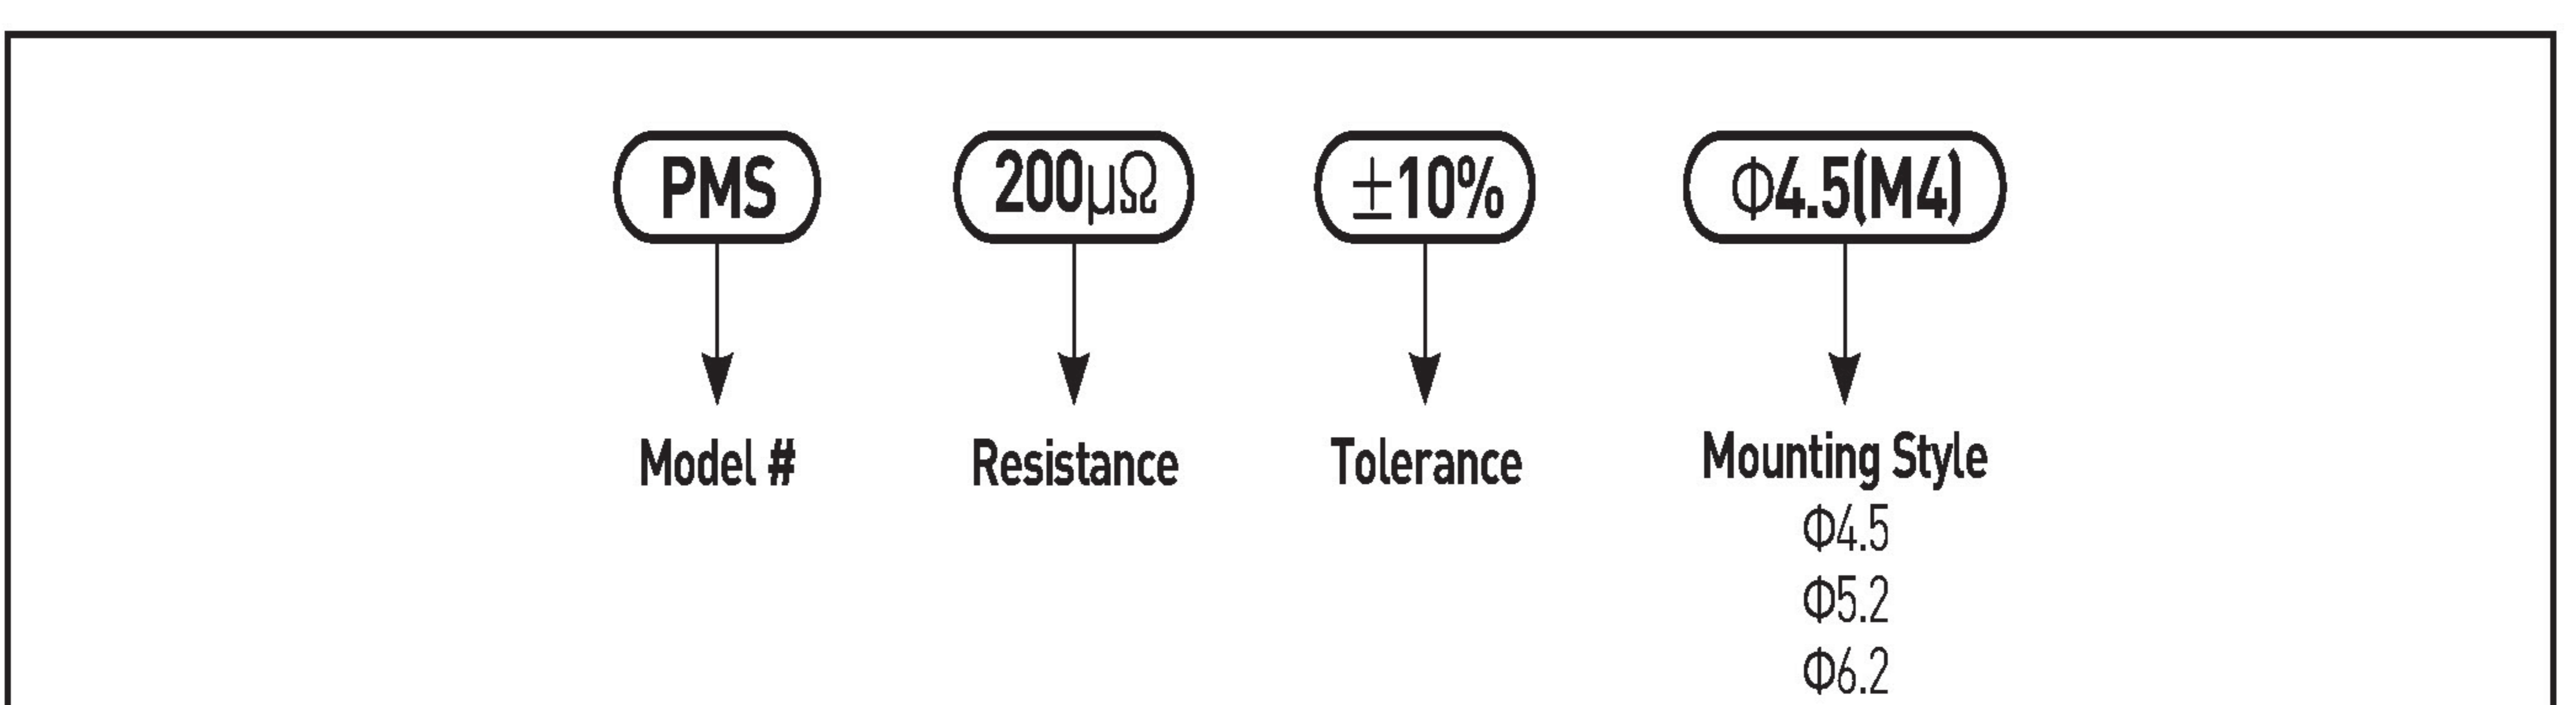 PMS 200µΩ ±10% Φ4.5(M4)
Model # Resistance Tolerance Mounting Style
Φ4.5
Φ5.2
Φ6.2